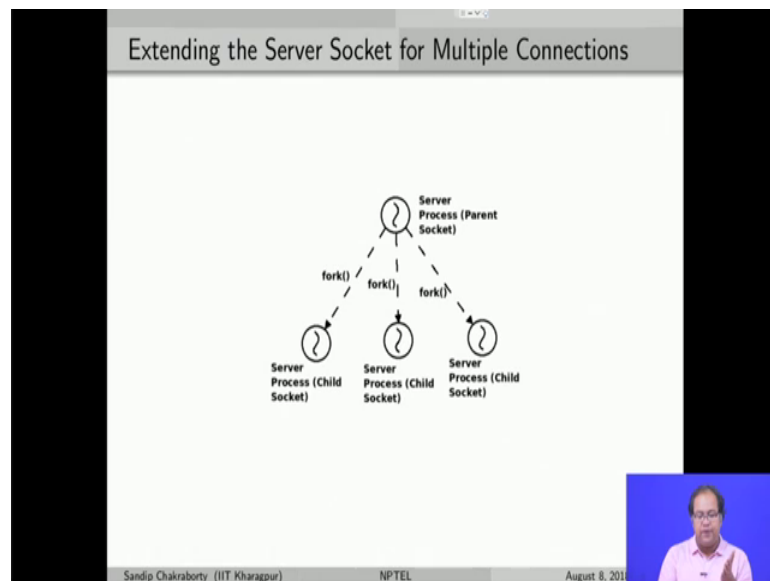 Extending the Server Socket for Multiple Connections
Server
Process (Parent
Socket)
fork()
fork()
fork()
Server
Process (Child
Socket)
Server
Process (Child
Socket)
Server
Process (Child
Socket)
Sandip Chakraborty (IIT Kharagpur)
NPTEL
August 8, 201